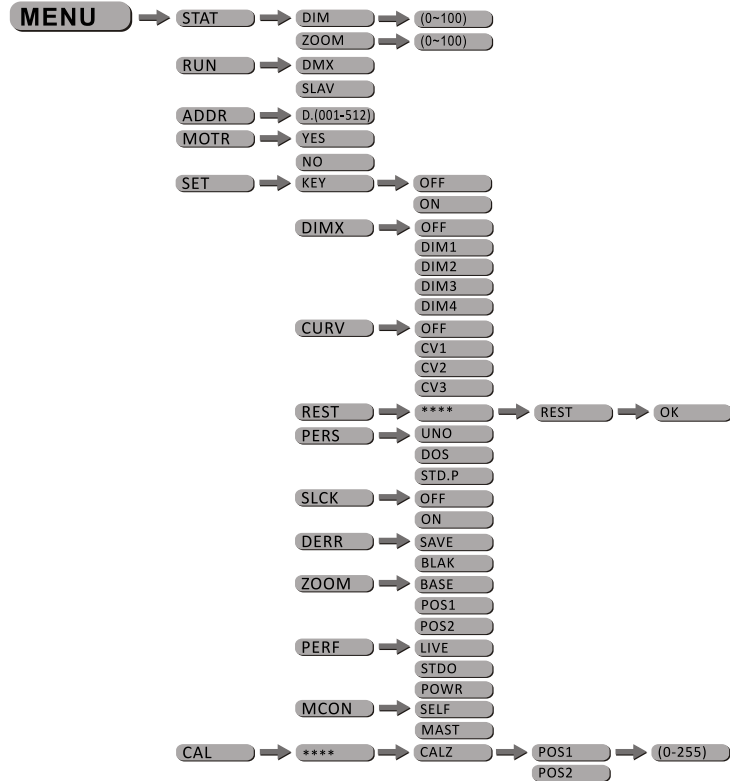 MENU STAT DIM (0~100)
ZOOM (0~100)
RUN DMX
SLAV
ADDR D.(001-512)
MOTR YES
NO
SET KEY OFF
ON
DIMX OFF
DIM1
DIM2
DIM3
DIM4
CURV OFF
CV1
CV2
CV3
REST **** REST OK
PERS UNO
DOS
STD.P
SLCK OFF
ON
DERR SAVE
BLAK
ZOOM BASE
POS1
POS2
PERF LIVE
STDO
POWR
MCON SELF
MAST
CAL **** CALZ POS1 (0-255)
POS2